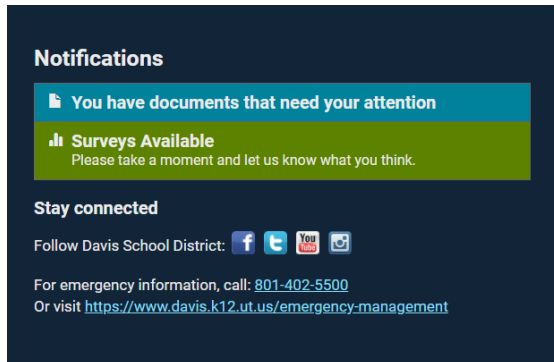 Notifications
You have documents that need your attention
Surveys Available
Please take a moment and let us know what you think.
Stay connected
Follow Davis School District: f t You Tube
For emergency information, call: 801-402-5500
Or visit https://www.davis.k12.ut.us/emergency-management